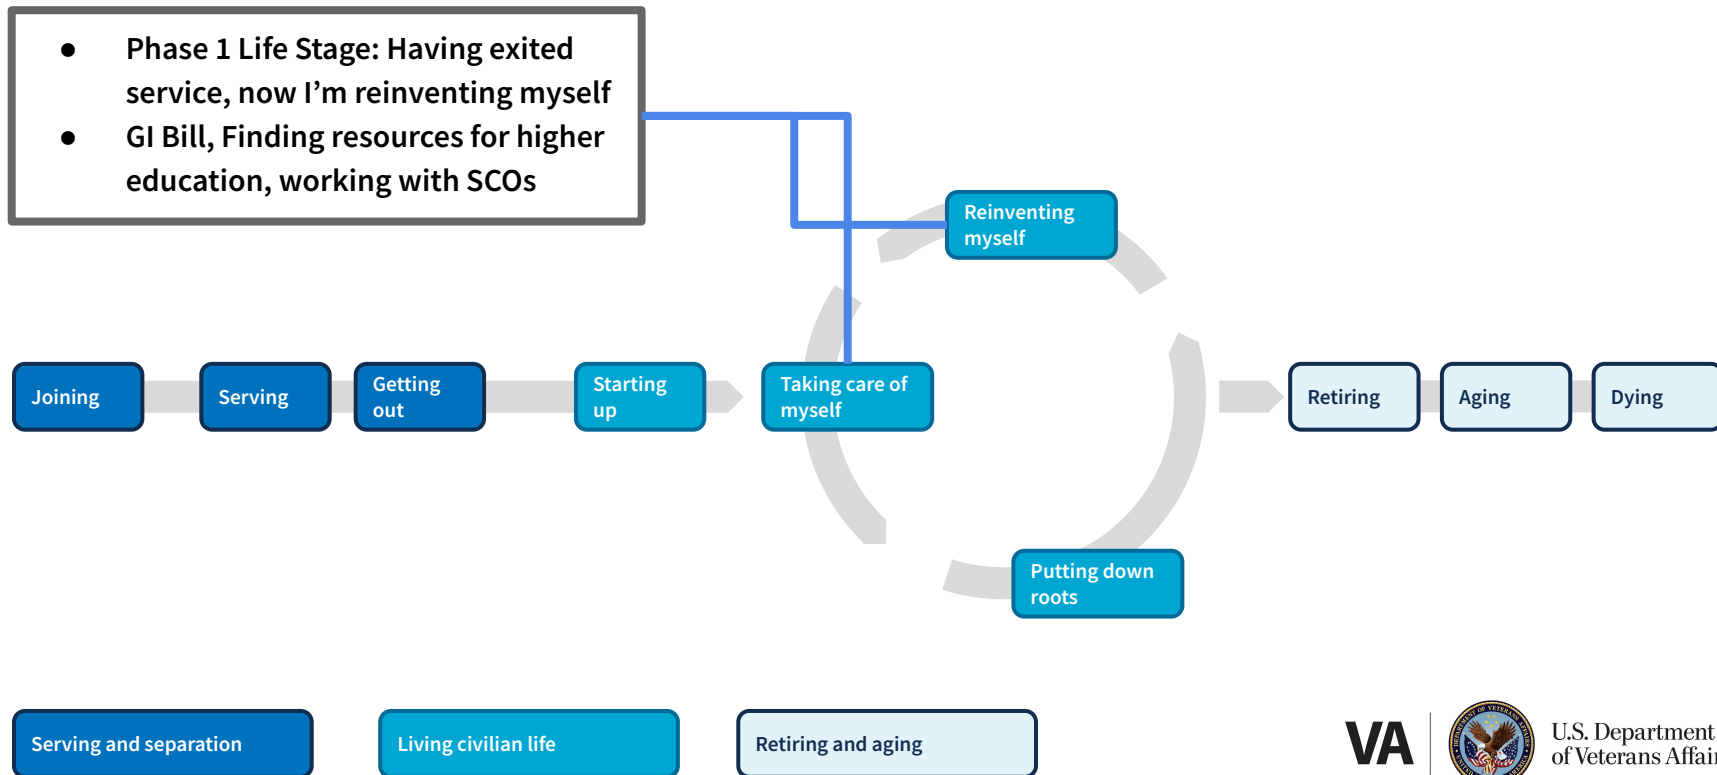 ● Phase 1 Life Stage: Having exited
service, now I’m reinventing myself
● GI Bill, Finding resources for higher
education, working with SCOs
Reinventing
myself
Joining
Serving
Getting
out
Starting
up
Taking care of
myself
Retiring
Aging
Dying
Putting down
roots
Serving and separation
Living civilian life
Retiring and aging
VA
U.S. Department
of Veterans Affair